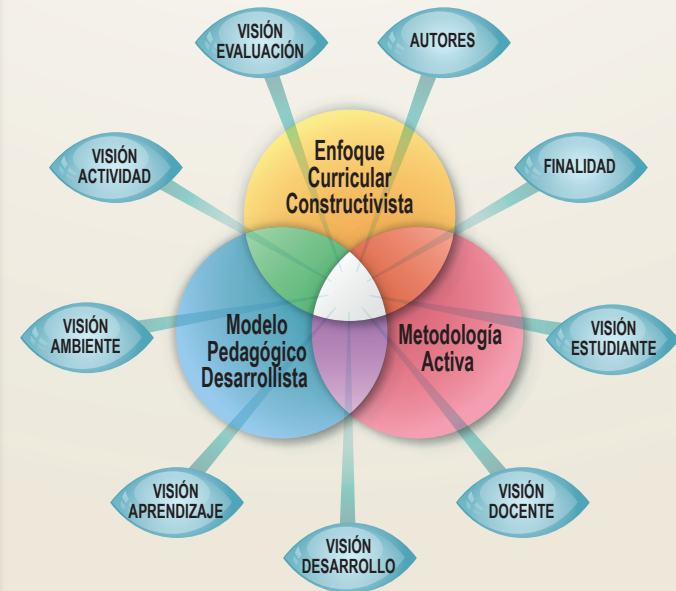 VISIÓN
EVALUACIÓN
AUTORES
VISIÓN
ACTIVIDAD
FINALIDAD
Enfoque
Curricular
Constructivista
VISIÓN
AMBIENTE
Modelo
Pedagógico
Desarrollista
Metodología
Activa
VISIÓN
ESTUDIANTE
VISIÓN
APRENDIZAJE
VISIÓN
DOCENTE
VISIÓN
DESARROLLO